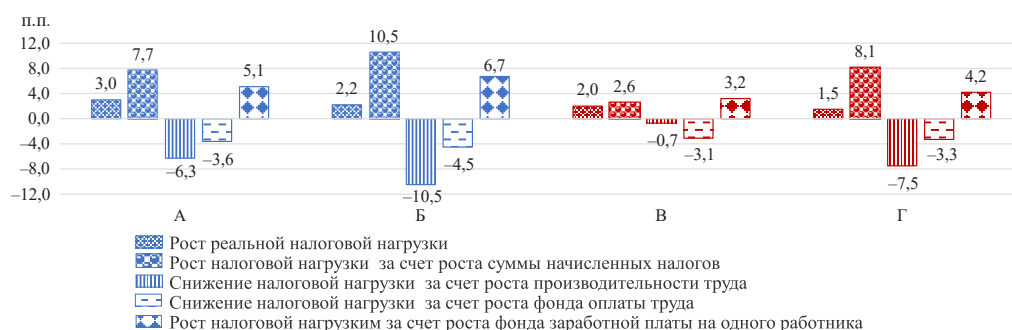 п.п.
12,0
8,0
4,0
0,0
–4,0
–8,0
–12,0
3,0 7,7 –6,3 –3,6 5,1
2,2 10,5 –10,5 –4,5 6,7
2,0 2,6 –0,7 –3,1 3,2
1,5 8,1 –7,5 –3,3 4,2
А Б В Г
Рост реальной налоговой нагрузки
Рост налоговой нагрузки за счет роста суммы начисленных налогов
Снижение налоговой нагрузки за счет роста производительности труда
Снижение налоговой нагрузки за счет роста фонда оплаты труда
Рост налоговой нагрузким за счет роста фонда заработной платы на одного работника